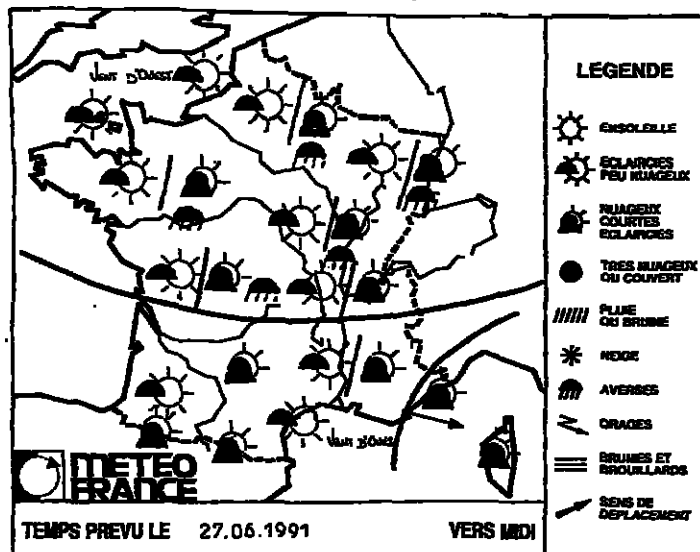 VENT D'OUEST
LEGENDE
ENSOLEILLE
ECLAIRCIES
PEU NUAGEUX
NUAGEUX
COURTES
ECLAIRCIES
TRES NUAGEUX
OU COUVERT
PLUIE
OU BRUINE
NEIGE
AVERSES
ORAGES
BRUMES ET
BROUILLARDS
SENS DE
DEPLACEMENT
VENT D'OUEST
METEO
FRANCE
TEMPS PREVU LE 27.06.1991 VERS MIDI